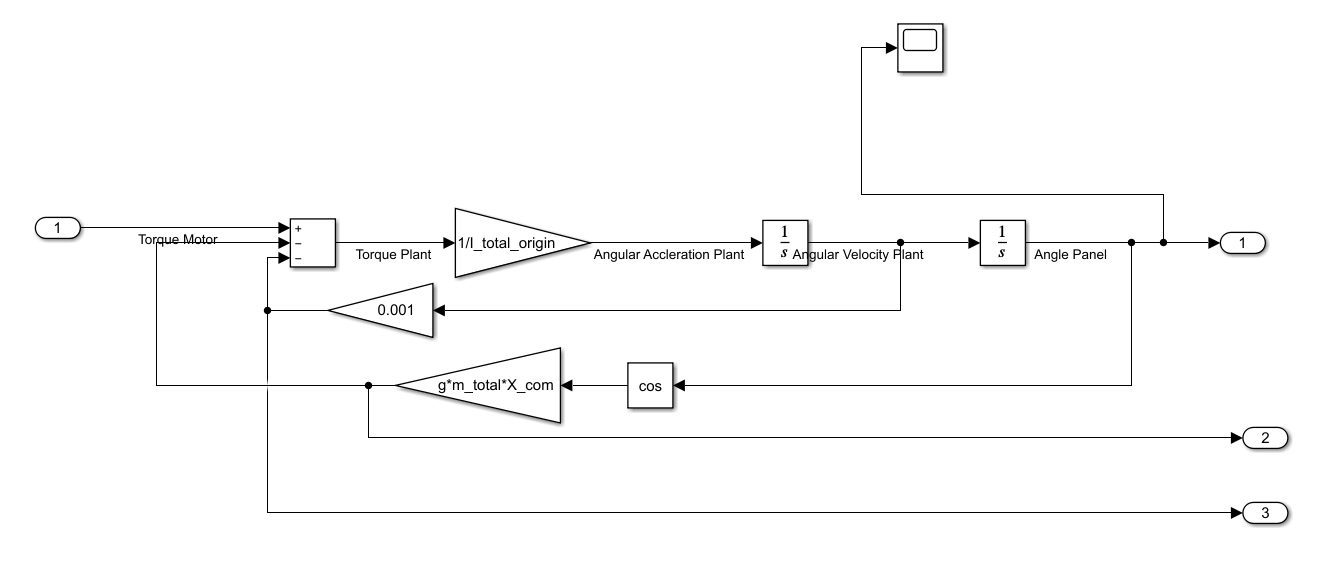 1
+
−
−
Torque Motor
Torque Plant
1/I_total_origin
Angular Accleration Plant
1
s
Angular Velocity Plant
1
s
Angle Panel
1
0.001
g*m_total*X_com
cos
2
3